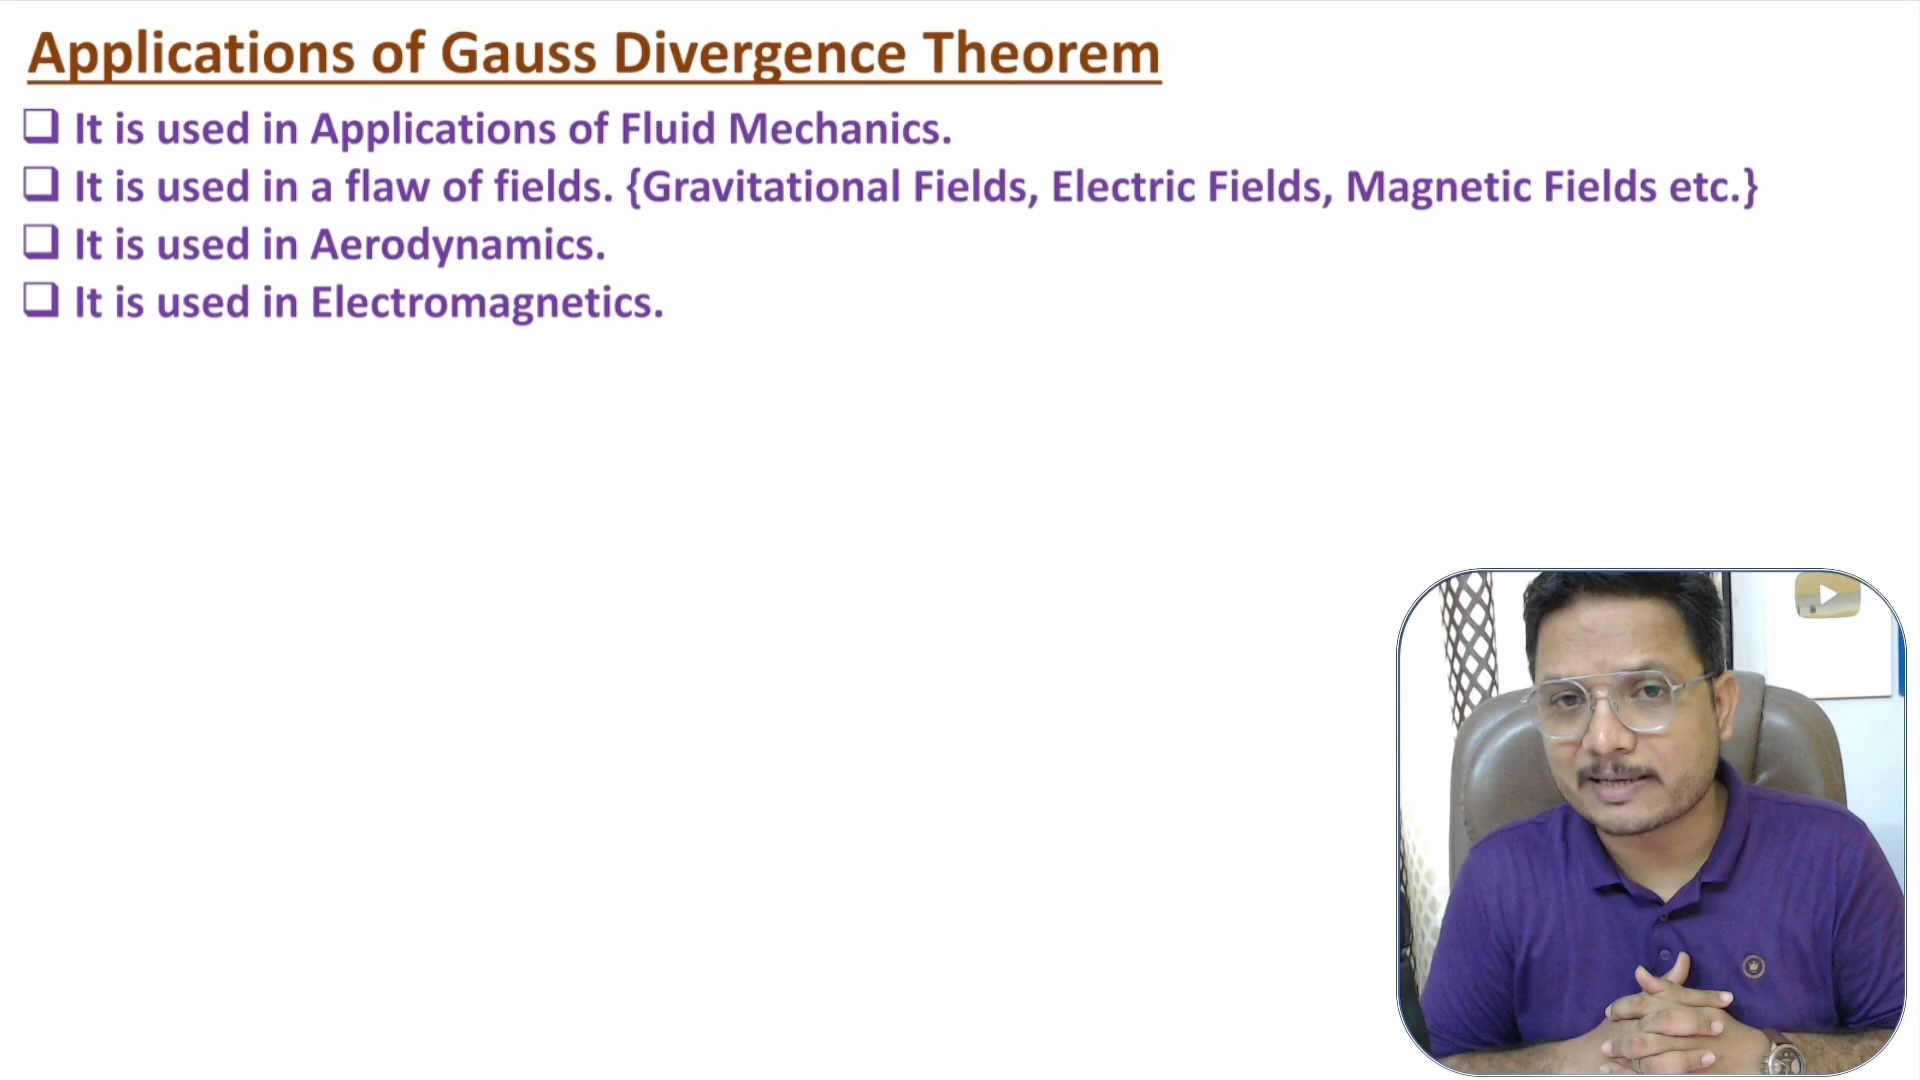 Applications of Gauss Divergence Theorem
❑ It is used in Applications of Fluid Mechanics.
❑ It is used in a flaw of fields. {Gravitational Fields, Electric Fields, Magnetic Fields etc.}
❑ It is used in Aerodynamics.
❑ It is used in Electromagnetics.